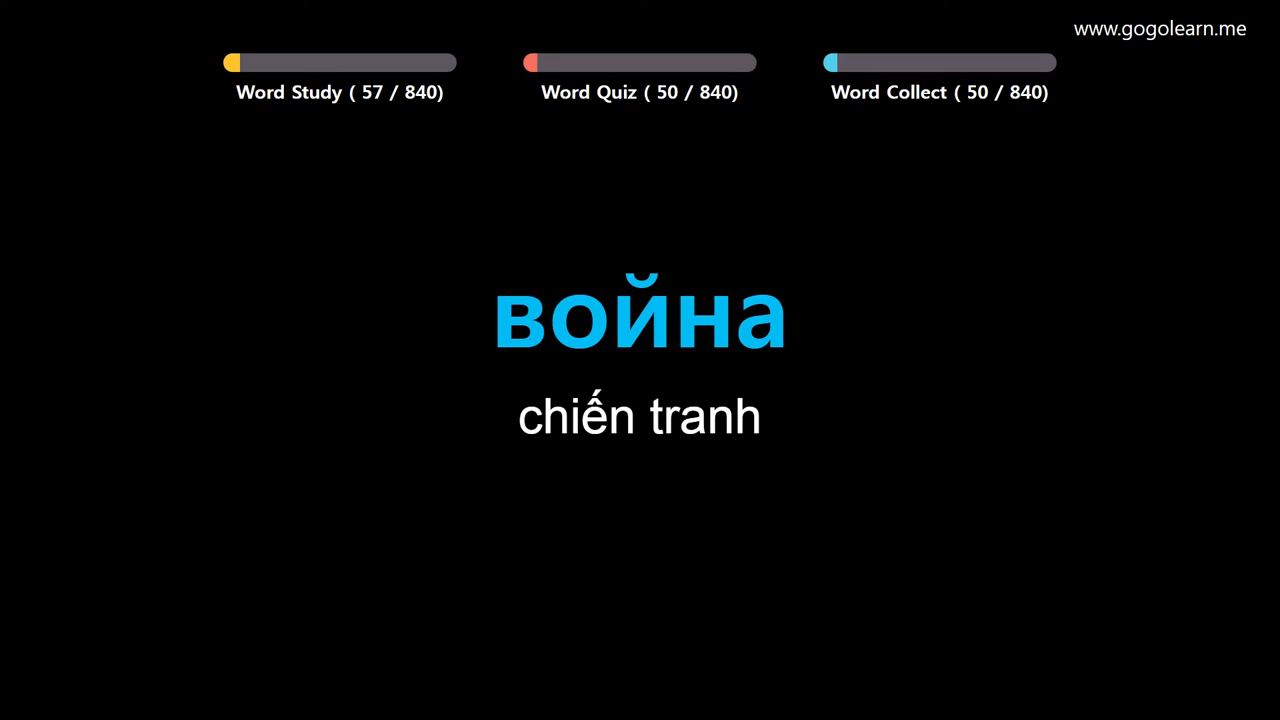 www.gogolearn.me
Word Study ( 57 / 840)
Word Quiz ( 50 / 840)
Word Collect ( 50 / 840)
война
chiến tranh